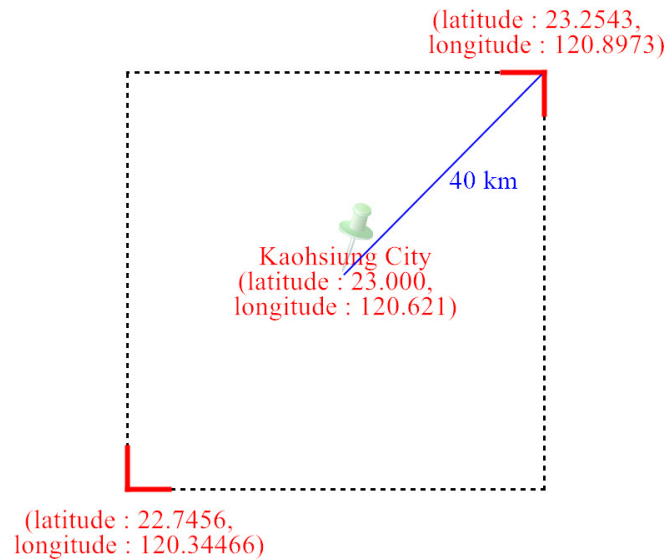 (latitude : 23.2543,
longitude : 120.8973)
40 km
Kaohsiung City
(latitude : 23.000,
longitude : 120.621)
(latitude : 22.7456,
longitude : 120.34466)